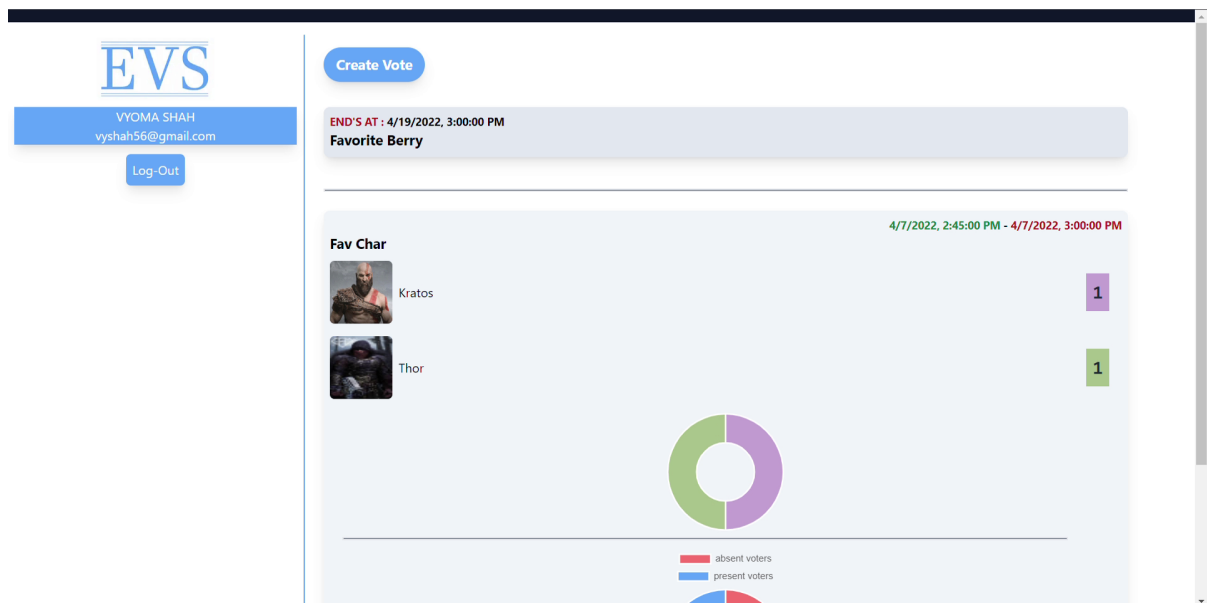 EVS
VYOMA SHAH
vyshah56@gmail.com
Log-Out
Create Vote
END'S AT : 4/19/2022, 3:00:00 PM
Favorite Berry
4/7/2022, 2:45:00 PM - 4/7/2022, 3:00:00 PM
Fav Char
Kratos
1
Thor
1
absent voters
present voters